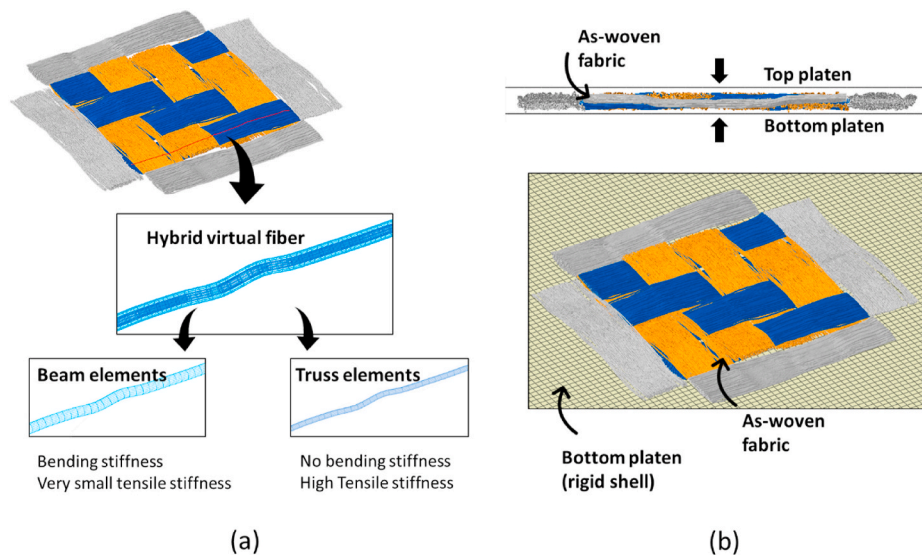 Hybrid virtual fiber
Beam elements
Truss elements
Bending stiffness
Very small tensile stiffness
No bending stiffness
High Tensile stiffness
(a)
As-woven
fabric
Top platen
Bottom platen
As-woven
fabric
Bottom platen
(rigid shell)
(b)